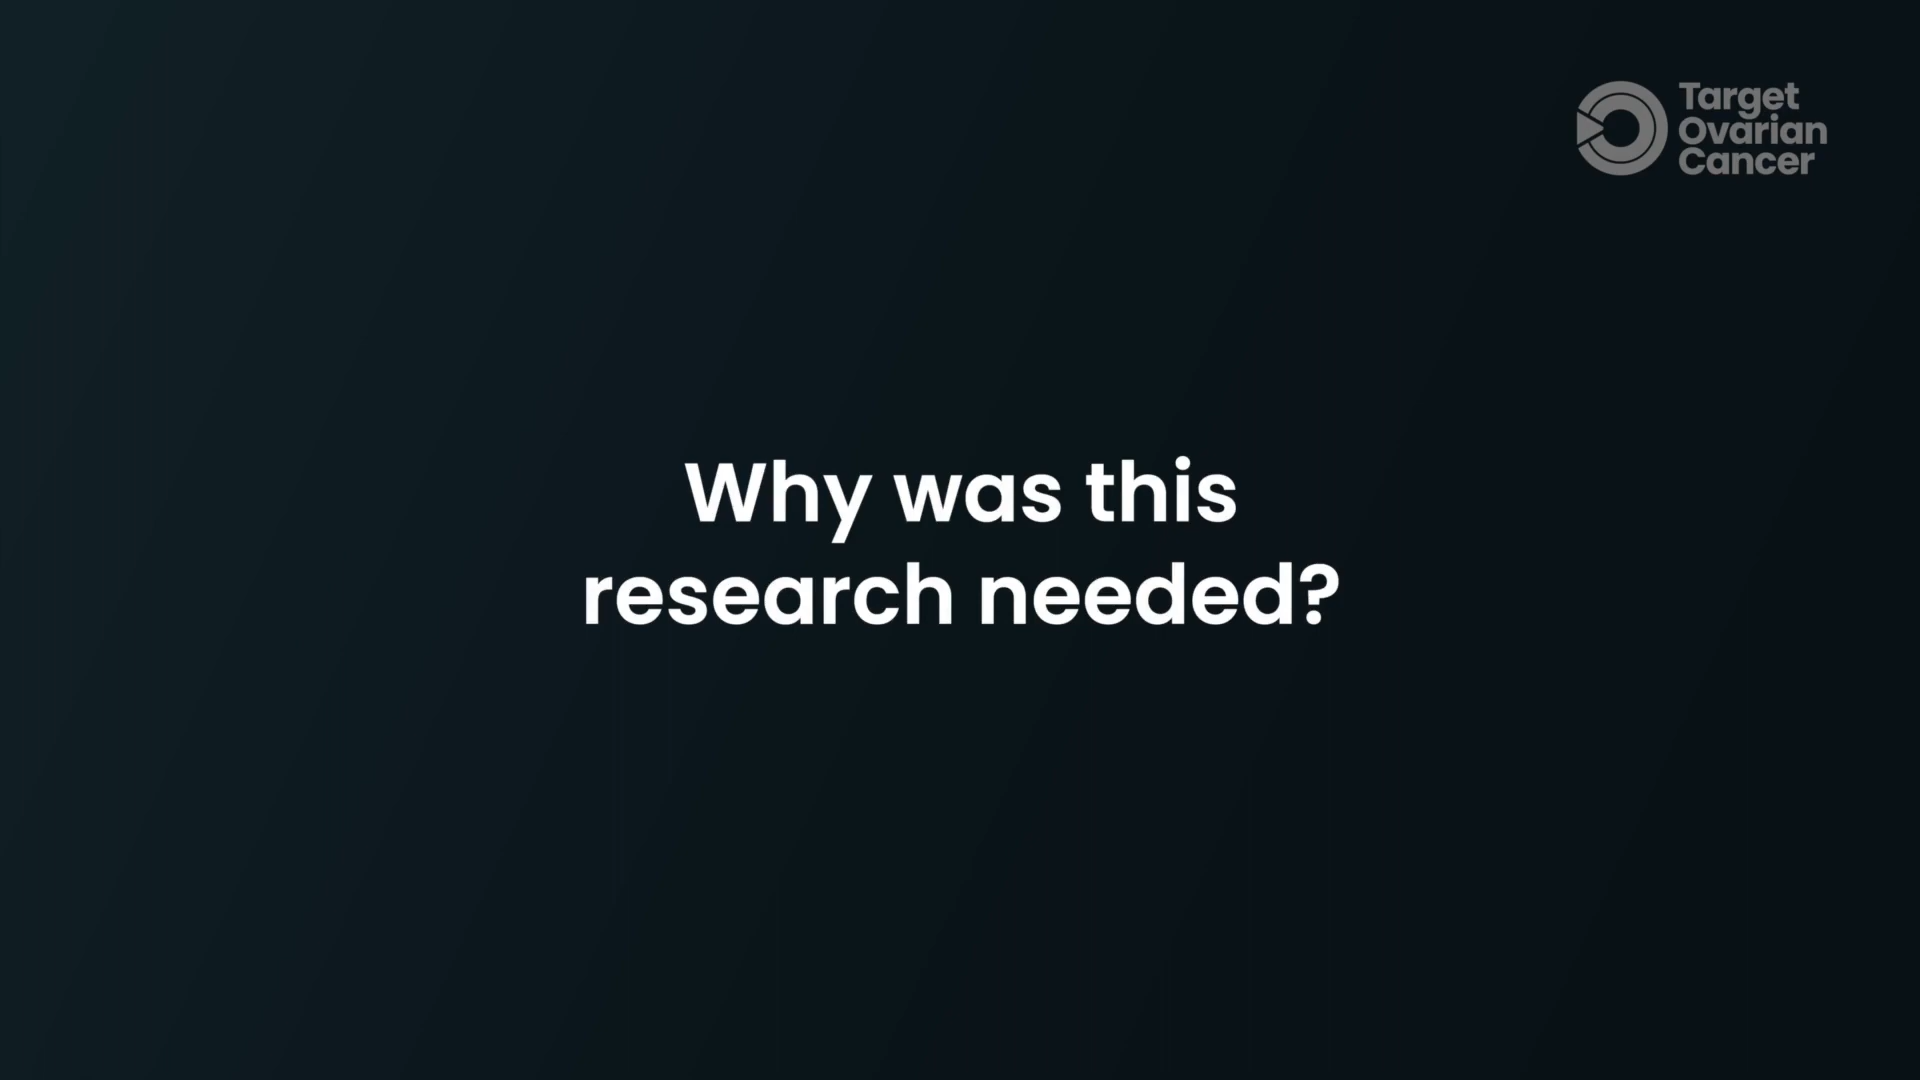 Target
Ovarian
Cancer
Why was this
research needed?